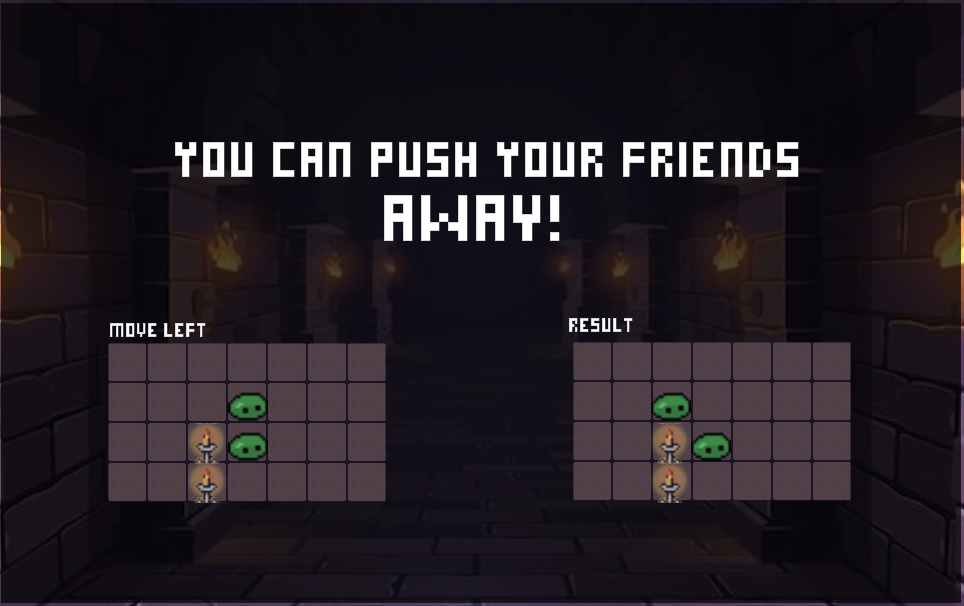 YOU CAN PUSH YOUR FRIENDS
AWAY!
MOVE LEFT
RESULT